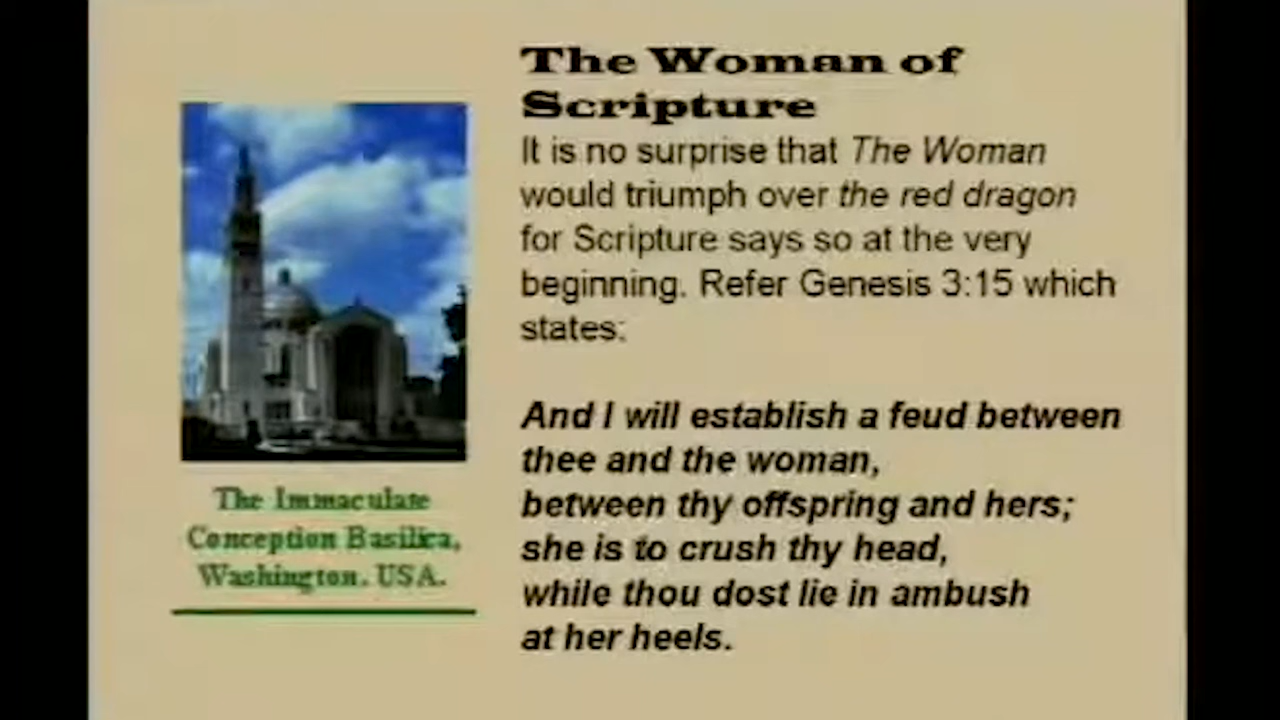 The Woman of
Scripture
It is no surprise that The Woman
would triumph over the red dragon
for Scripture says so at the very
beginning. Refer Genesis 3:15 which
states:
And I will establish a feud between
thee and the woman,
between thy offspring and hers;
she is to crush thy head,
while thou dost lie in ambush
at her heels.
The Immaculate
Conception Basilica,
Washington. USA.